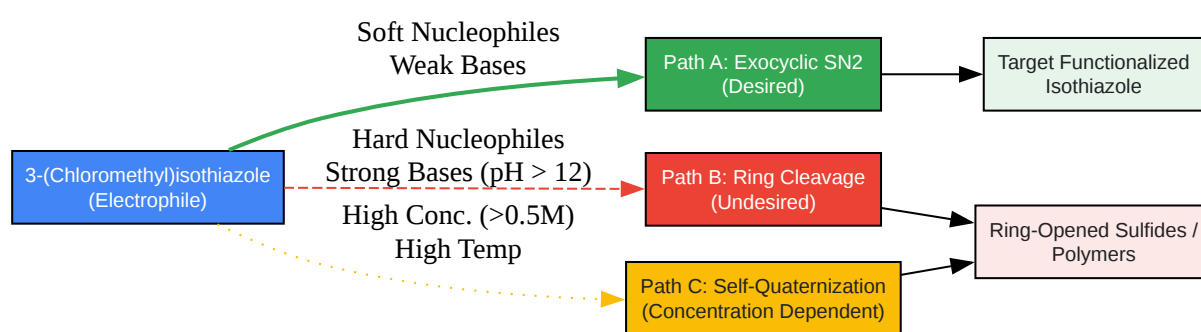 Soft Nucleophiles
Weak Bases
Path A: Exocyclic SN2
(Desired)
Target Functionalized
Isothiazole
3-(Chloromethyl)isothiazole
(Electrophile)
Hard Nucleophiles
Strong Bases (pH > 12)
Path B: Ring Cleavage
(Undesired)
High Conc. (>0.5M)
High Temp
Ring-Opened Sulfides /
Polymers
Path C: Self-Quaternization
(Concentration Dependent)